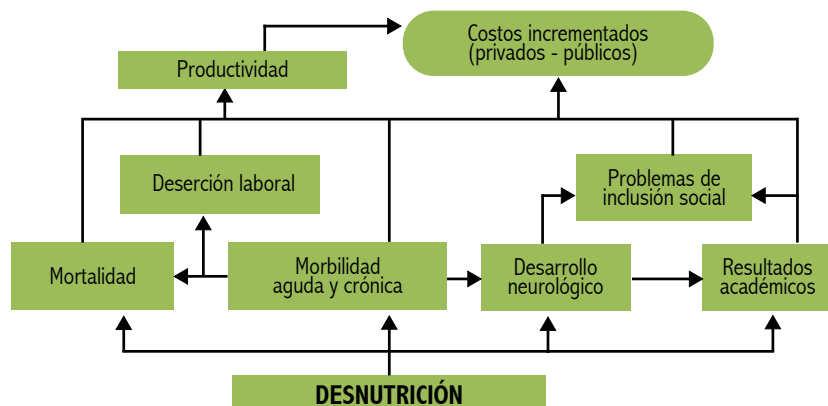 Costos incrementados
(privados - públicos)
Productividad
Deserción laboral
Problemas de
inclusión social
Mortalidad
Morbilidad
aguda y crónica
Desarrollo
neurológico
Resultados
académicos
DESNUTRICIÓN